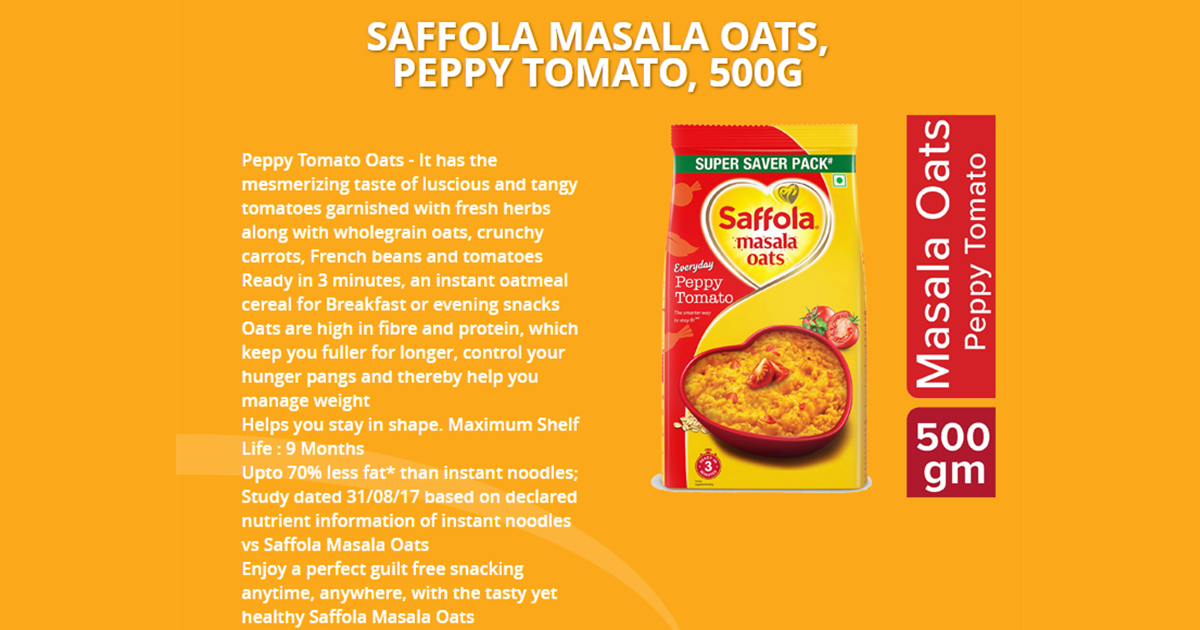 SAFFOLA MASALA OATS,
PEPPY TOMATO, 500G
Peppy Tomato Oats - It has the
mesmerizing taste of luscious and tangy
tomatoes garnished with fresh herbs
along with wholegrain oats, crunchy
carrots, French beans and tomatoes
Ready in 3 minutes, an instant oatmeal
cereal for Breakfast or evening snacks
Oats are high in fibre and protein, which
keep you fuller for longer, control your
hunger pangs and thereby help you
manage weight
Helps you stay in shape. Maximum Shelf
Life : 9 Months
Upto 70% less fat* than instant noodles;
Study dated 31/08/17 based on declared
nutrient information of instant noodles
vs Saffola Masala Oats
Enjoy a perfect guilt free snacking
anytime, anywhere, with the tasty yet
healthy Saffola Masala Oats
SUPER SAVER PACK#
Saffola
masala
oats
Everyday
Peppy
Tomato
The smarter way
to stay fit
3
Masala Oats
Peppy Tomato
500
gm